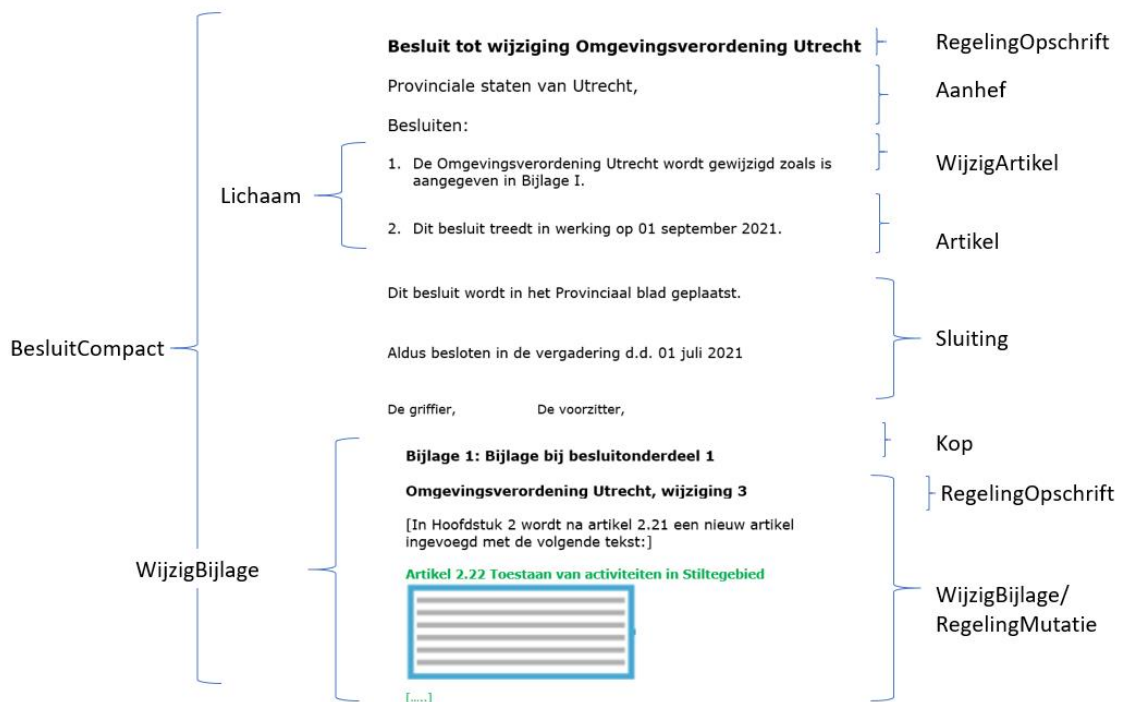 Besluit tot wijziging Omgevingsverordening Utrecht
RegelingOpschrift
Provinciale staten van Utrecht,
Aanhef
Besluiten:
Lichaam
1. De Omgevingsverordening Utrecht wordt gewijzigd zoals is
aangegeven in Bijlage I.
WijzigArtikel
2. Dit besluit treedt in werking op 01 september 2021.
Artikel
Dit besluit wordt in het Provinciaal blad geplaatst.
BesluitCompact
Aldus besloten in de vergadering d.d. 01 juli 2021
Sluiting
De griffier, De voorzitter,
Kop
Bijlage 1: Bijlage bij besluitonderdeel 1
Omgevingsverordening Utrecht, wijziging 3
RegelingOpschrift
[In Hoofdstuk 2 wordt na artikel 2.21 een nieuw artikel
ingevoegd met de volgende tekst:]
WijzigBijlage
Artikel 2.22 Toestaan van activiteiten in Stiltegebied
WijzigBijlage/
RegelingMutatie
[.....]